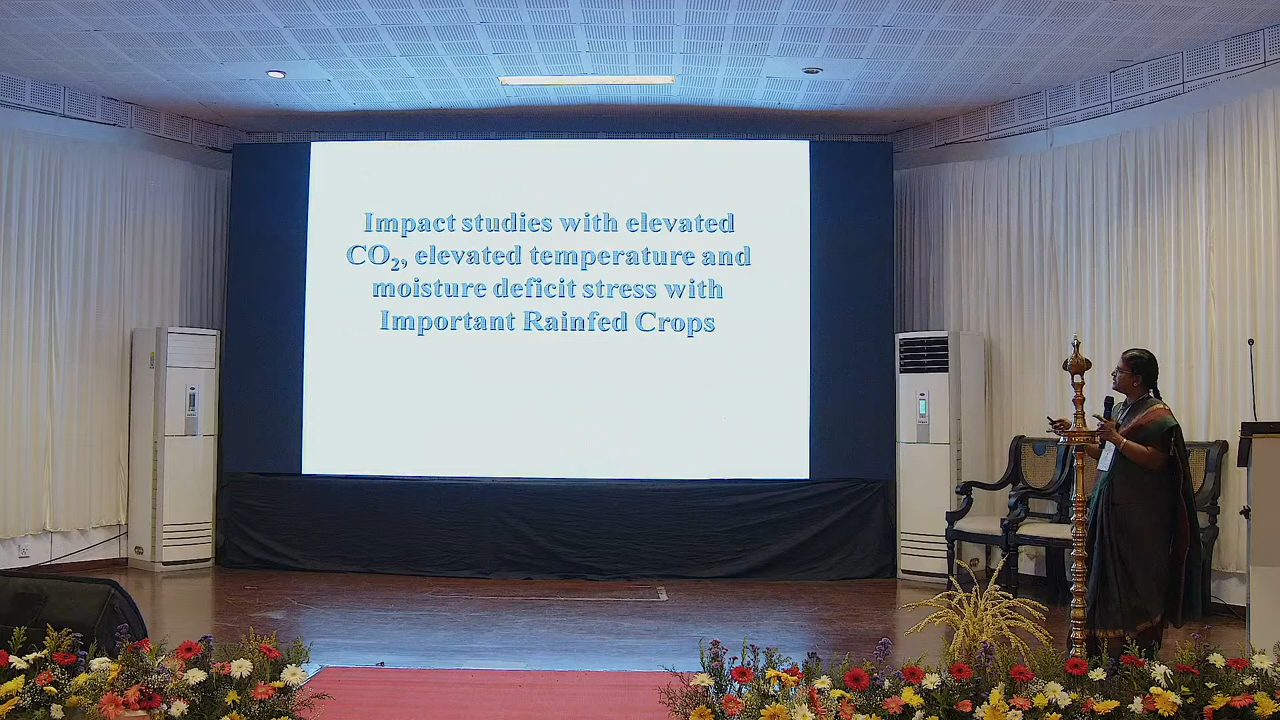 Impact studies with elevated
CO₂, elevated temperature and
moisture deficit stress with
Important Rainfed Crops